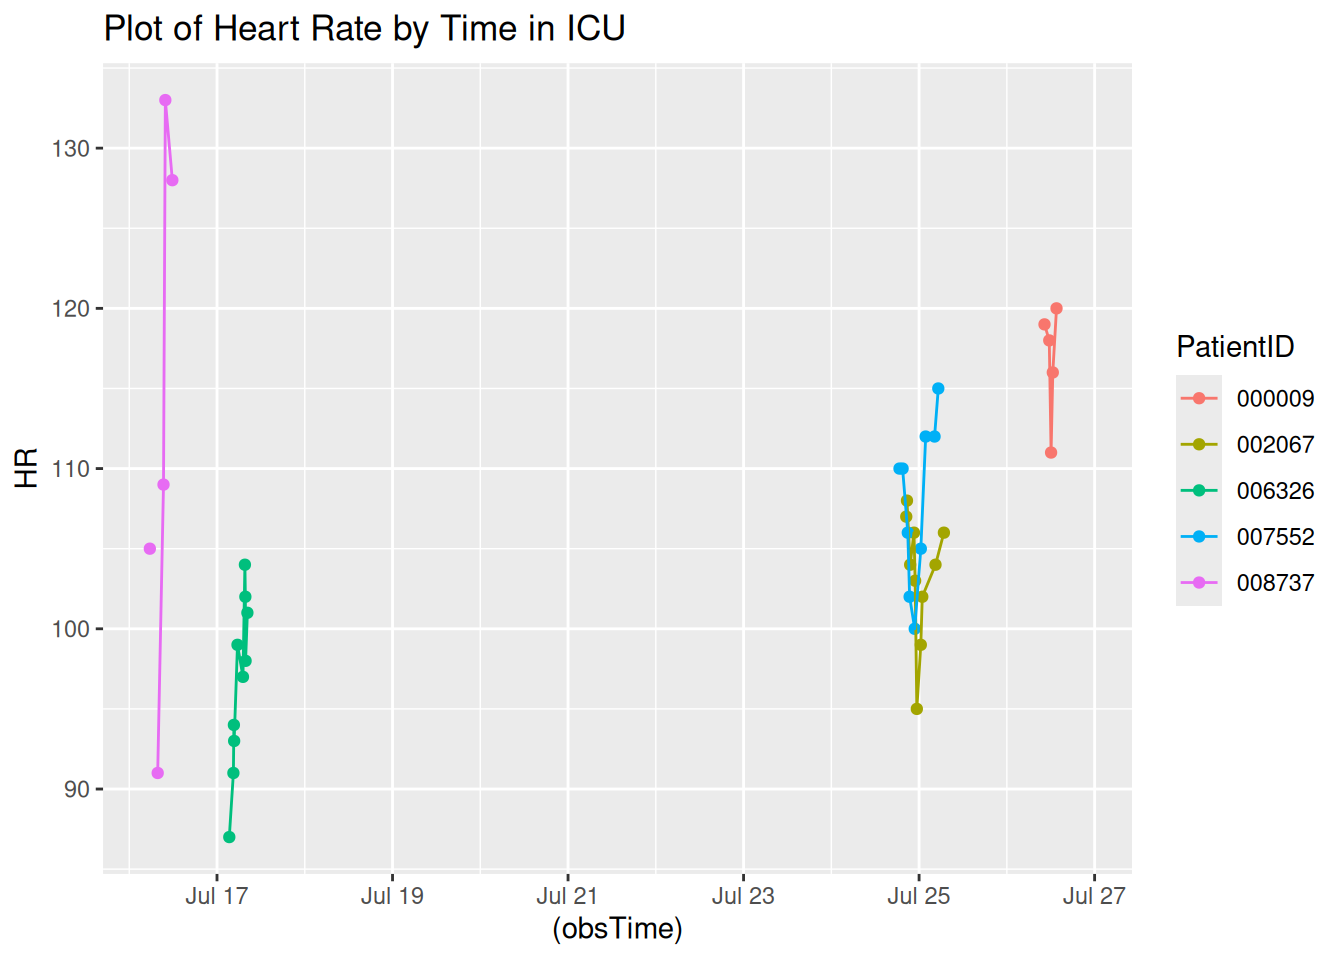 Plot of Heart Rate by Time in ICU
130
120
110
100
90
HR
Jul 17 Jul 19 Jul 21 Jul 23 Jul 25 Jul 27
(obsTime)
PatientID
000009
002067
006326
007552
008737